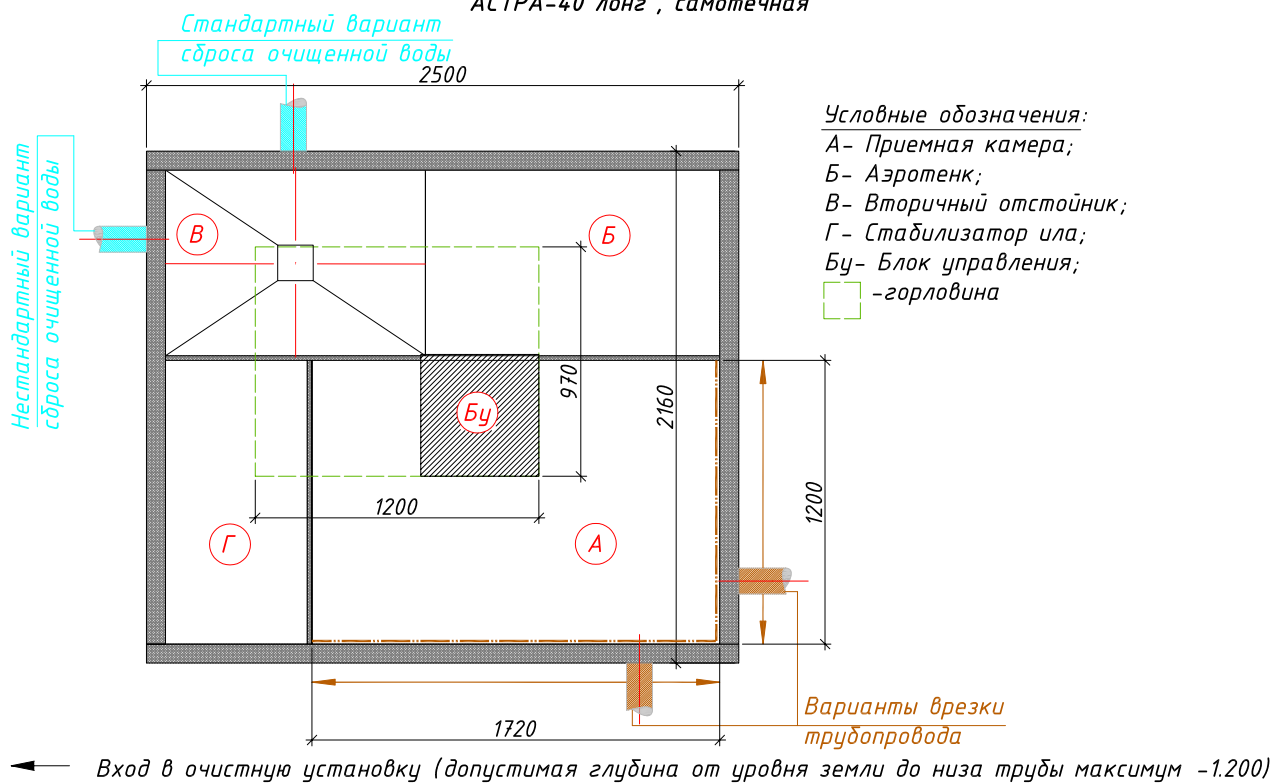 АСТРА-40 лонг, самотечная
Стандартный вариант
сброса очищенной воды
2500
Нестандартный вариант
сброса очищенной воды
Условные обозначения:
А- Приемная камера;
Б- Аэротенк;
В- Вторичный отстойник;
Г- Стабилизатор ила;
Бу- Блок управления;
-горловина
В
Б
970
2160
Бу
1200
1200
Г
А
1720
Варианты врезки
трубопровода
Вход в очистную установку (допустимая глубина от уровня земли до низа трубы максимум -1.200)